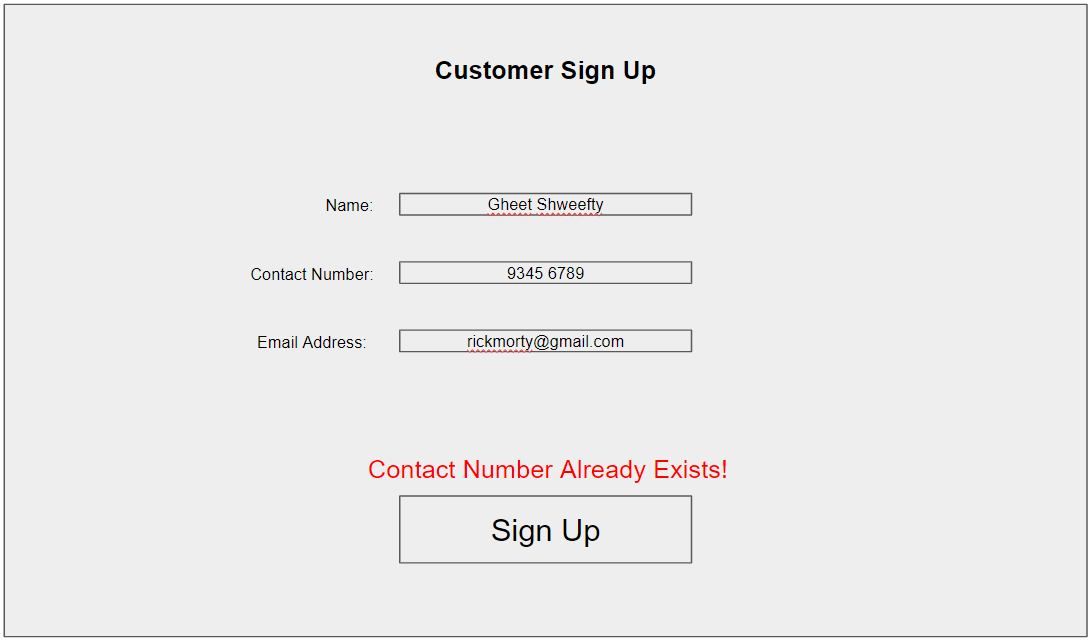 Customer Sign Up
Name: Gheet Shweefty
Contact Number: 9345 6789
Email Address: rickmorty@gmail.com
Contact Number Already Exists!
Sign Up